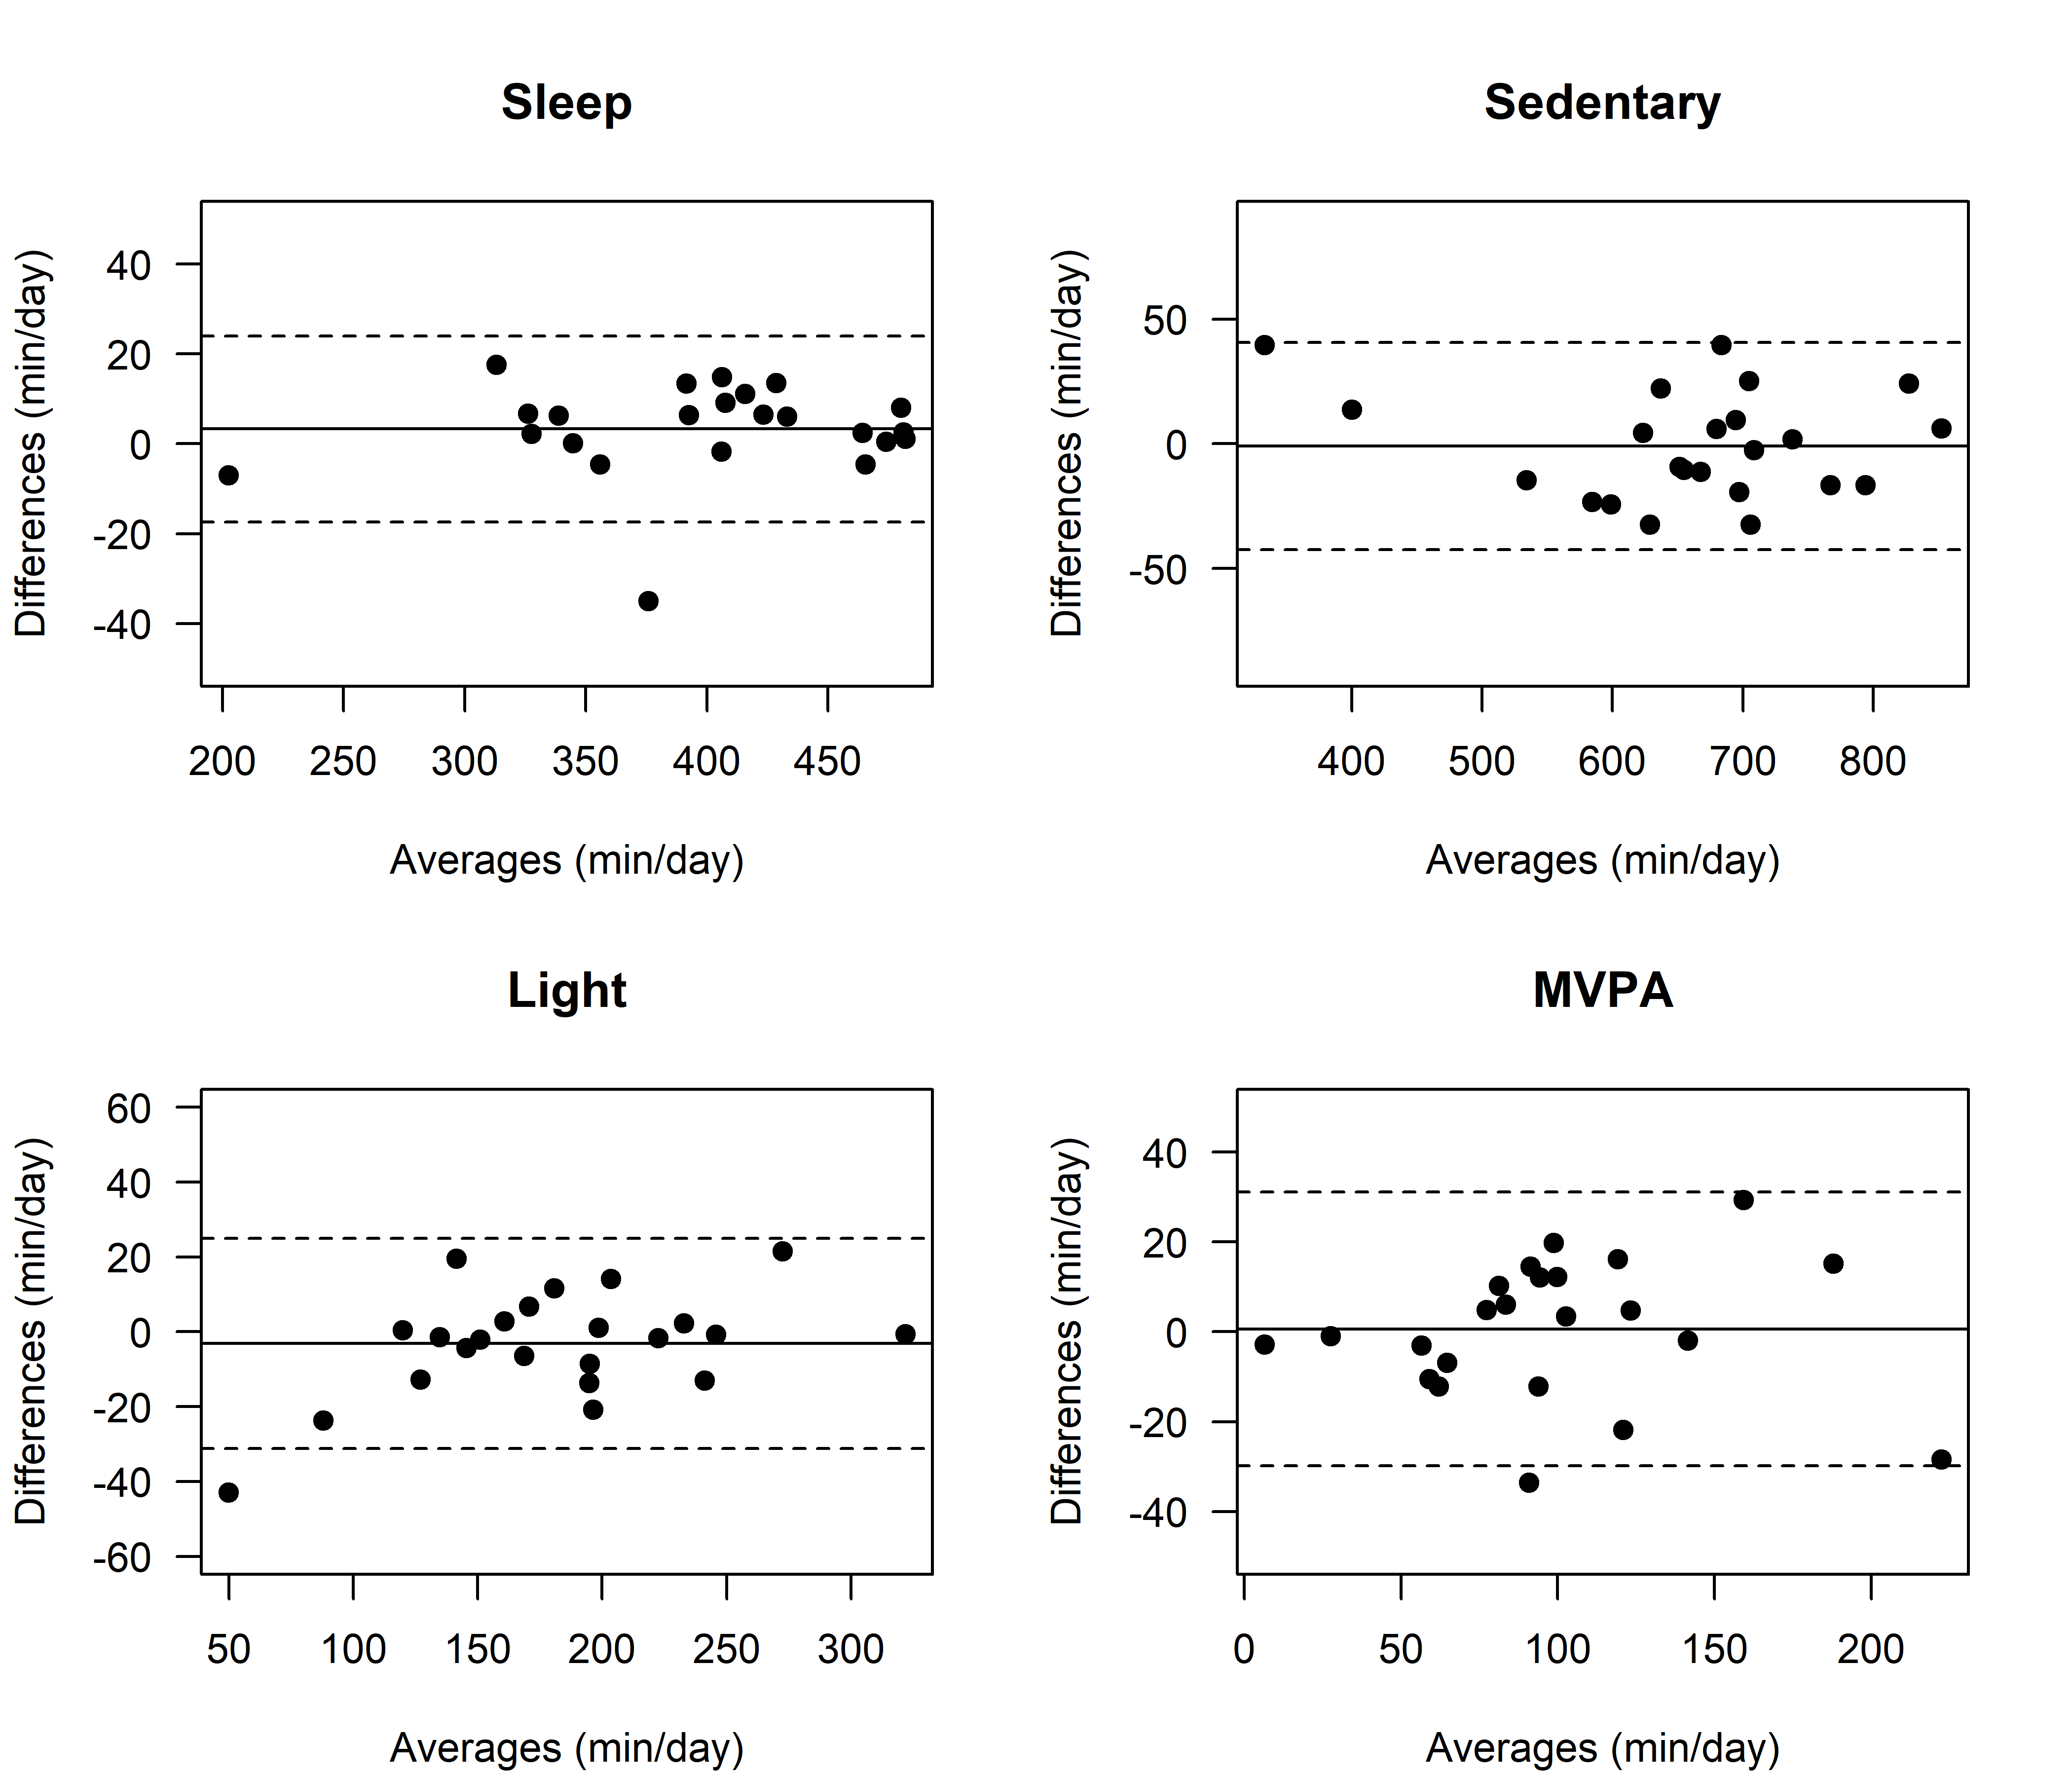 Sleep
Differences (min/day)
40
20
0
-20
-40
200 250 300 350 400 450
Averages (min/day)
Sedentary
Differences (min/day)
50
0
-50
400 500 600 700 800
Averages (min/day)
Light
Differences (min/day)
60
40
20
0
-20
-40
-60
50 100 150 200 250 300
Averages (min/day)
MVPA
Differences (min/day)
40
20
0
-20
-40
0 50 100 150 200
Averages (min/day)